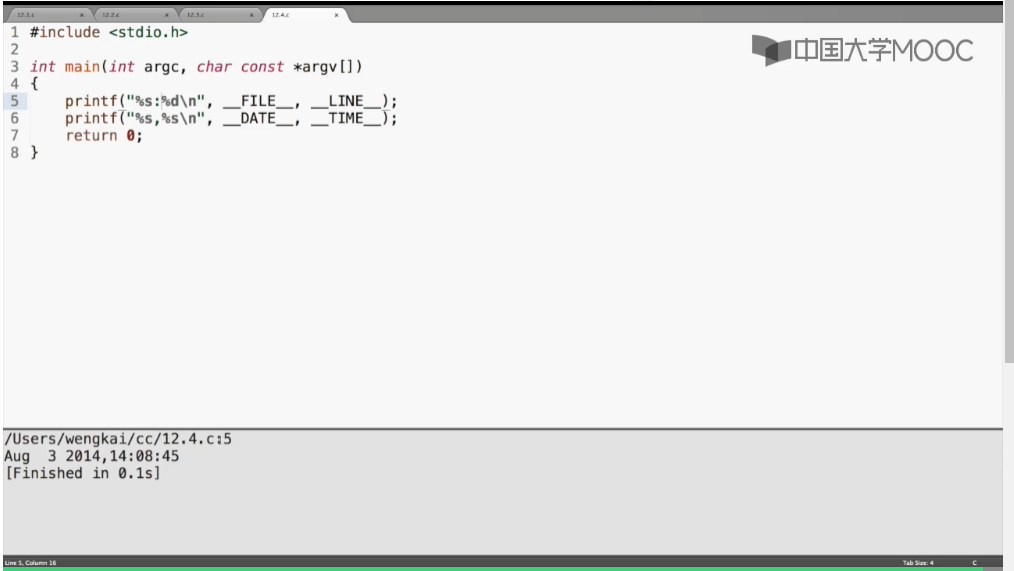 12.1.c × 12.2.c × 12.3.c × 12.4.c ×
中国大学MOOC
1 #include <stdio.h>
2
3 int main(int argc, char const *argv[])
4 {
5     printf("%s:%d\n", __FILE__, __LINE__);
6     printf("%s,%s\n", __DATE__, __TIME__);
7     return 0;
8 }
/Users/wengkai/cc/12.4.c:5
Aug  3 2014,14:08:45
[Finished in 0.1s]
Line 5, Column 16 Tab Size: 4 C